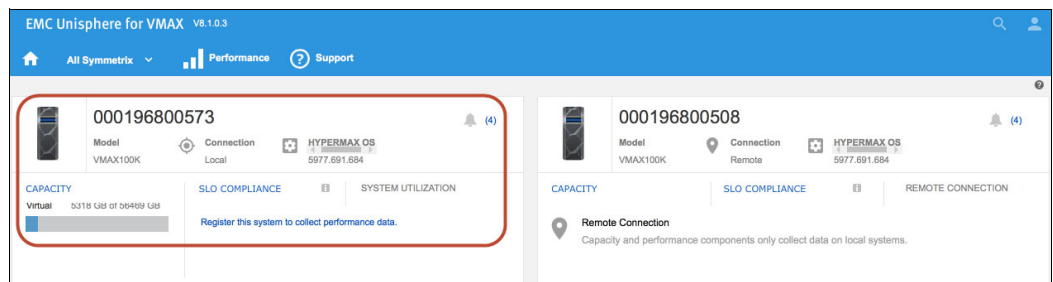 EMC Unisphere for VMAX V8.1.0.3
All Symmetrix Performance ? Support
000196800573 (4)
Model Connection HYPERMAX OS
VMAX100K Local 5977.691.684
CAPACITY SLO COMPLIANCE SYSTEM UTILIZATION
Virtual 5318 GB of 56469 GB
Register this system to collect performance data.
000196800508 (4)
Model Connection HYPERMAX OS
VMAX100K Remote 5977.691.684
CAPACITY SLO COMPLIANCE REMOTE CONNECTION
Remote Connection
Capacity and performance components only collect data on local systems.